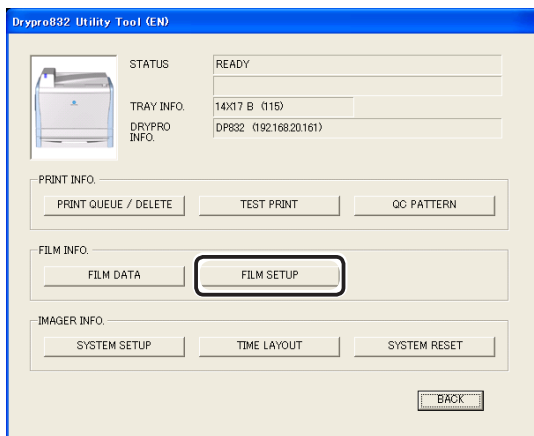 Drypro832 Utility Tool (EN)
STATUS READY
TRAY INFO. 14X17 B (115)
DRYPRO INFO. DP832 (192.168.20.161)
PRINT INFO.
PRINT QUEUE / DELETE TEST PRINT QC PATTERN
FILM INFO.
FILM DATA FILM SETUP
IMAGER INFO.
SYSTEM SETUP TIME LAYOUT SYSTEM RESET
BACK